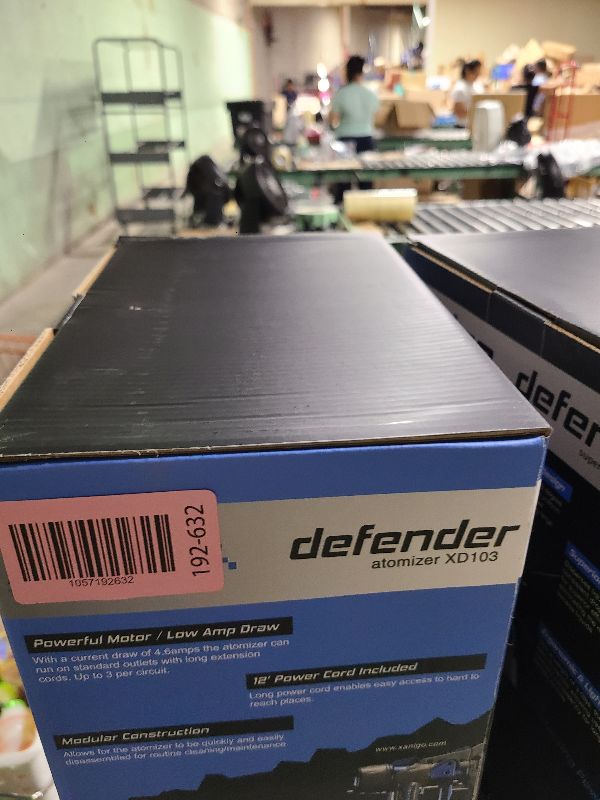 defender
atomizer XD103
192-632
1057192632
Powerful Motor / Low Amp Draw
With a current draw of 4.6amps the atomizer can
run on standard outlets with long extension
cords. Up to 3 per circuit.
12' Power Cord Included
Long power cord enables easy access to hard to
reach places.
Modular Construction
Allows for the atomizer to be quickly and easily
disassembled for routine cleaning/maintenance
www.xanigo.com
defender